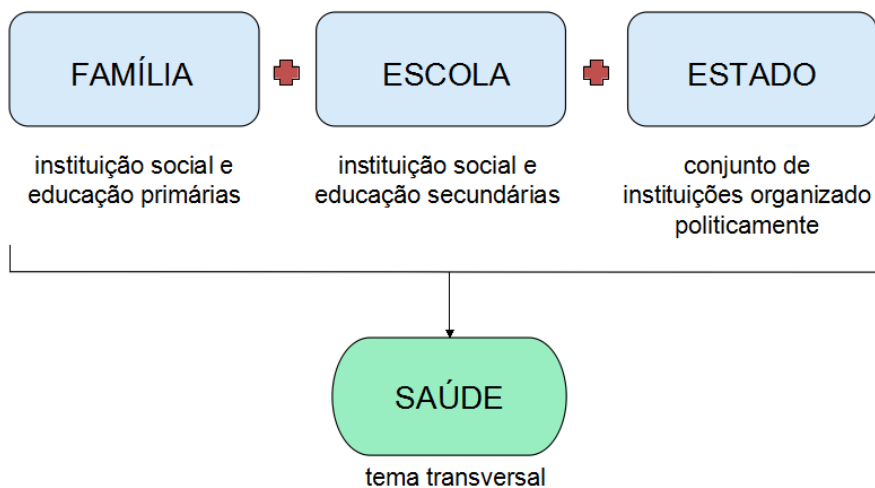 FAMÍLIA
ESCOLA
ESTADO
instituição social e
educação primárias
instituição social e
educação secundárias
conjunto de
instituições organizado
politicamente
SAÚDE
tema transversal